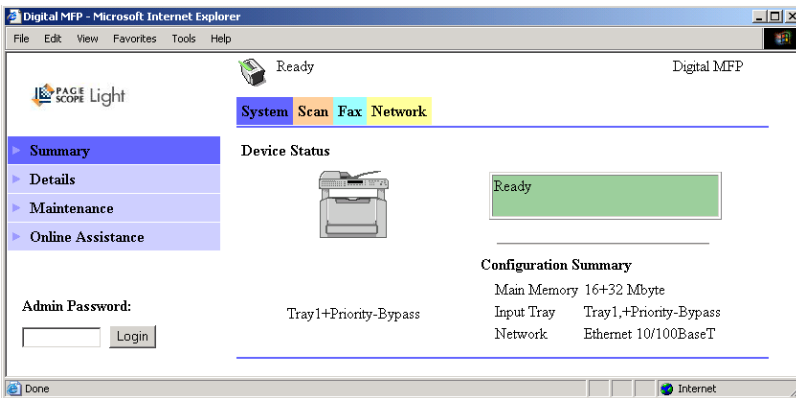 Digital MFP - Microsoft Internet Explorer
File Edit View Favorites Tools Help
PAGE SCOPE Light
Ready
Digital MFP
System Scan Fax Network
Summary
Details
Maintenance
Online Assistance
Admin Password:
Login
Device Status
Ready
Tray1+Priority-Bypass
Configuration Summary
Main Memory 16+32 Mbyte
Input Tray Tray1,+Priority-Bypass
Network Ethernet 10/100BaseT
Done
Internet